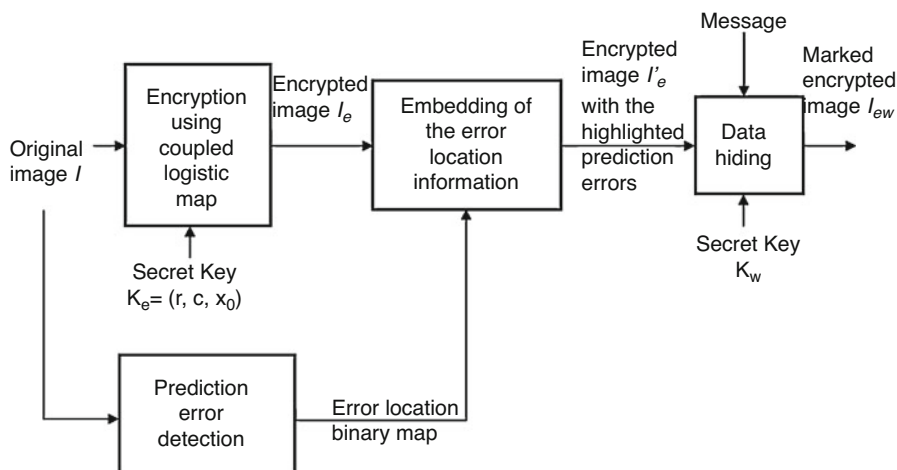 Original
image I
Encryption
using
coupled
logistic
map
Secret Key
Kₑ= (r, c, x₀)
Encrypted
image Iₑ
Embedding of
the error
location
information
Encrypted
image I'ₑ
with the
highlighted
prediction
errors
Message
Data
hiding
Secret Key
K_w
Marked
encrypted
image I_ew
Prediction
error
detection
Error location
binary map